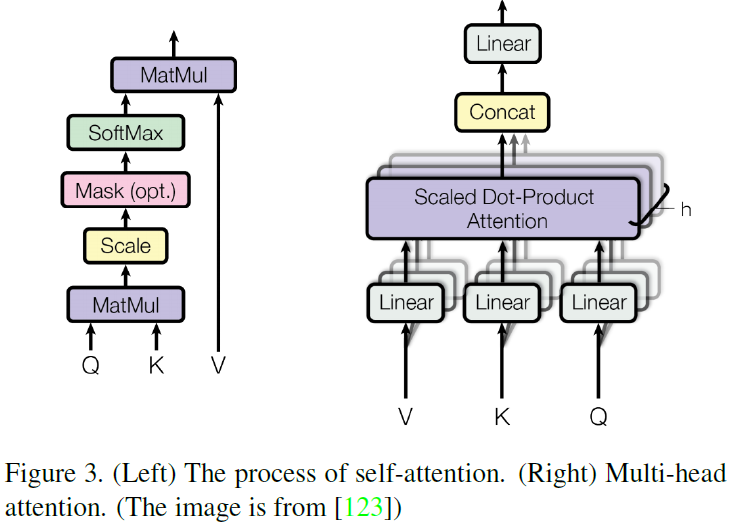 MatMul
SoftMax
Mask (opt.)
Scale
MatMul
Q K V
Linear
Concat
Scaled Dot-Product
Attention
h
Linear Linear Linear
V K Q
Figure 3. (Left) The process of self-attention. (Right) Multi-head
attention. (The image is from [123])